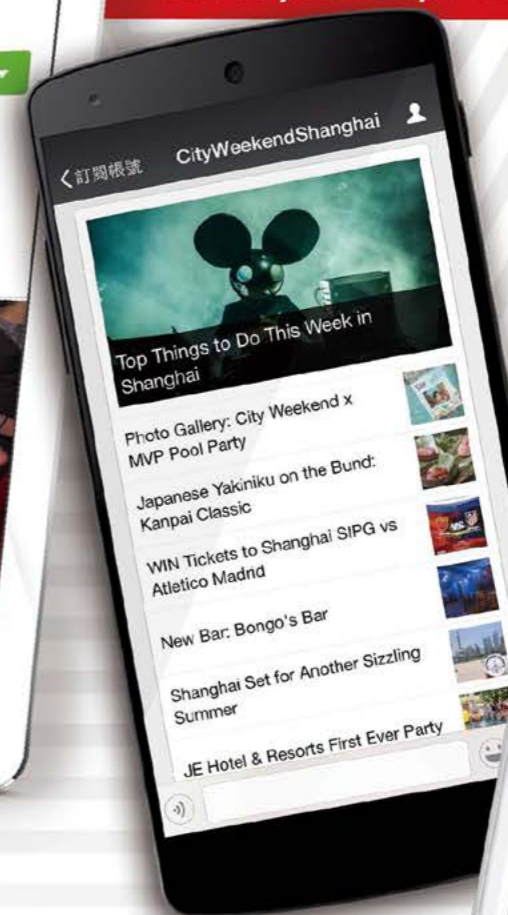 訂閱帳號
CityWeekendShanghai
Top Things to Do This Week in
Shanghai
Photo Gallery: City Weekend x
MVP Pool Party
Japanese Yakiniku on the Bund:
Kanpai Classic
WIN Tickets to Shanghai SIPG vs
Atletico Madrid
New Bar: Bongo's Bar
Shanghai Set for Another Sizzling
Summer
JE Hotel & Resorts First Ever Party